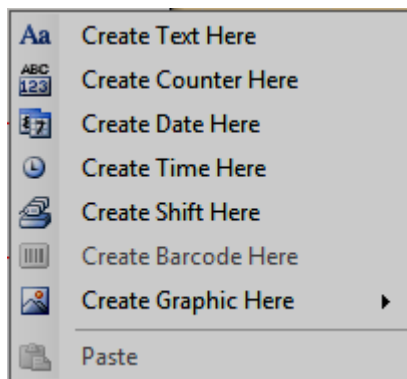 Aa Create Text Here
ABC
123 Create Counter Here
7 Create Date Here
Create Time Here
Create Shift Here
Create Barcode Here
Create Graphic Here
Paste